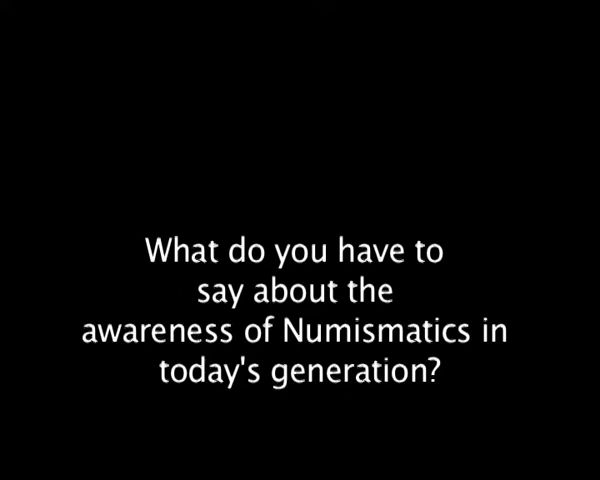 What do you have to
say about the
awareness of Numismatics in
today's generation?